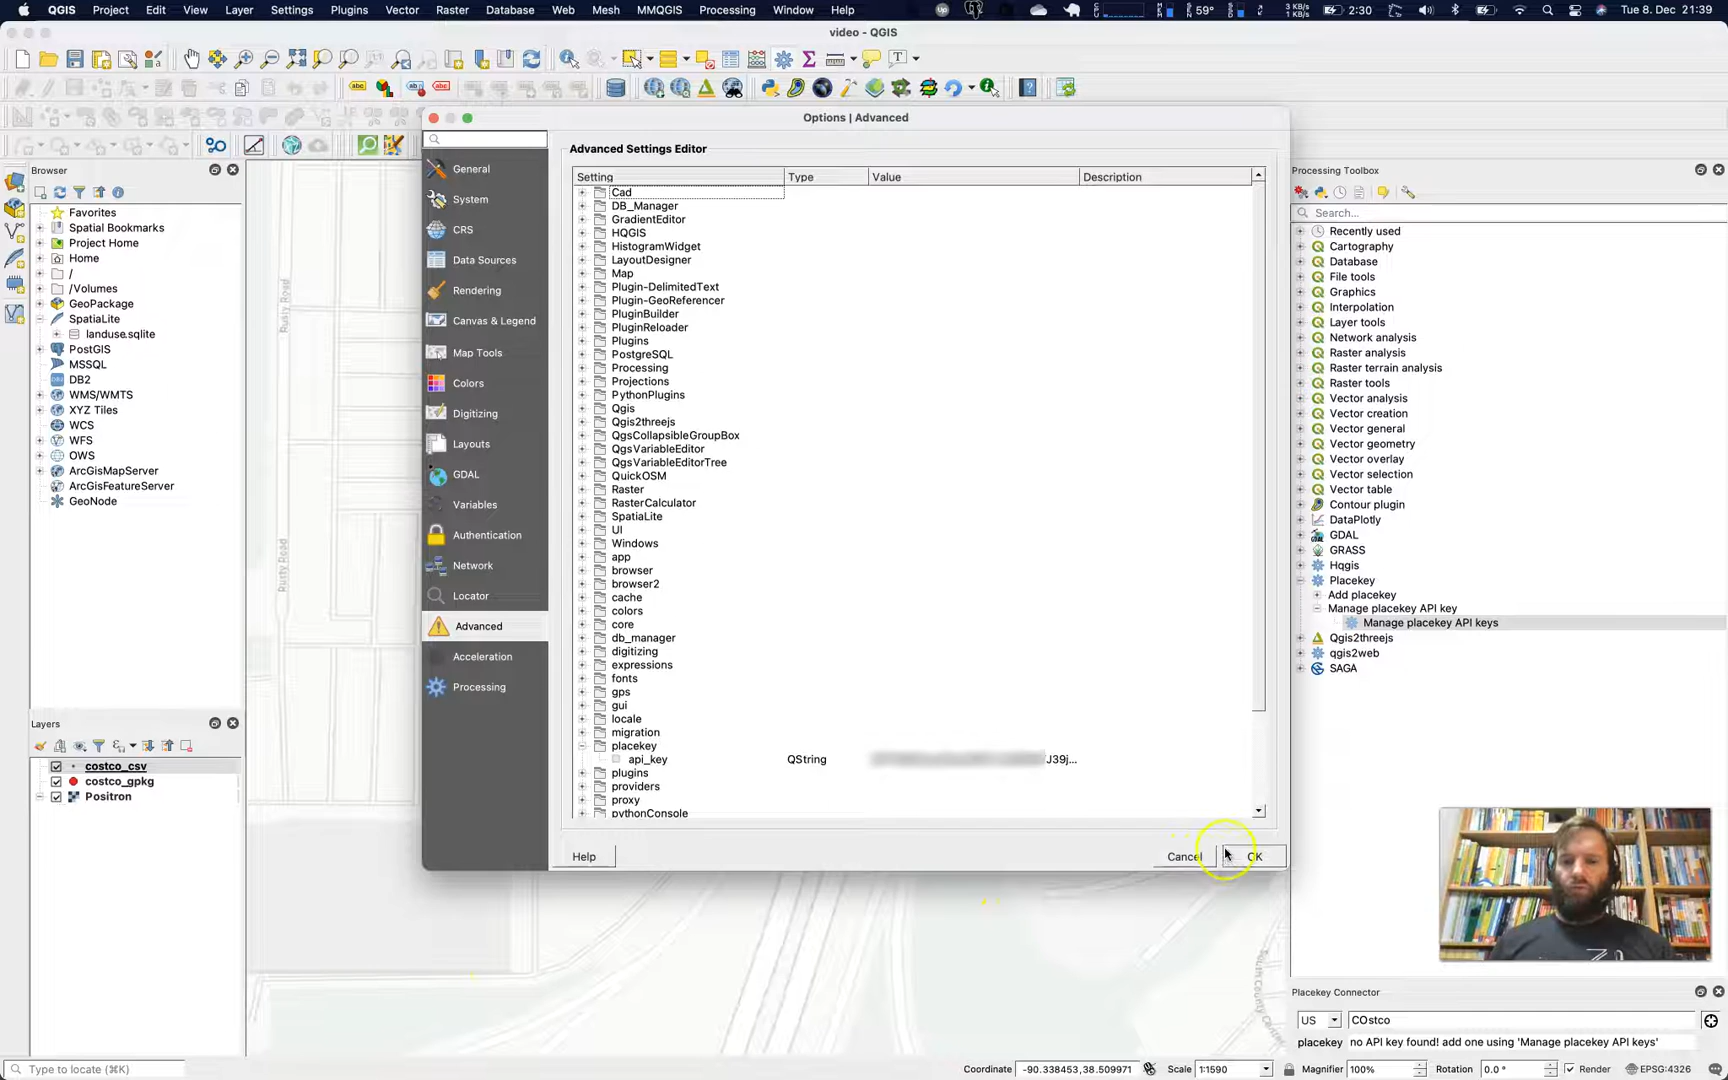 QGIS Project Edit View Layer Settings Plugins Vector Raster Database Web Mesh MMQGIS Processing Window Help
59° 3 KB/s 1 KB/s 2:30 Tue 8. Dec 21:39
video - QGIS
Options | Advanced
Browser
Favorites
Spatial Bookmarks
Project Home
Home
/
/Volumes
GeoPackage
SpatiaLite
landuse.sqlite
PostGIS
MSSQL
DB2
WMS/WMTS
XYZ Tiles
WCS
WFS
OWS
ArcGisMapServer
ArcGisFeatureServer
GeoNode
Layers
costco_csv
costco_gpkg
Positron
Rusty Road
Rusty Road
General
System
CRS
Data Sources
Rendering
Canvas & Legend
Map Tools
Colors
Digitizing
Layouts
GDAL
Variables
Authentication
Network
Locator
Advanced
Acceleration
Processing
Advanced Settings Editor
Setting Type Value Description
Cad
DB_Manager
GradientEditor
HQGIS
HistogramWidget
LayoutDesigner
Map
Plugin-DelimitedText
Plugin-GeoReferencer
PluginBuilder
PluginReloader
Plugins
PostgreSQL
Processing
Projections
PythonPlugins
Qgis
Qgis2threejs
QgsCollapsibleGroupBox
QgsVariableEditor
QgsVariableEditorTree
QuickOSM
Raster
RasterCalculator
SpatiaLite
UI
Windows
app
browser
browser2
cache
colors
core
db_manager
digitizing
expressions
fonts
gps
gui
locale
migration
placekey
api_key QString J39j...
plugins
providers
proxy
pythonConsole
Help Cancel OK
Processing Toolbox
Search...
Recently used
Cartography
Database
File tools
Graphics
Interpolation
Layer tools
Network analysis
Raster analysis
Raster terrain analysis
Raster tools
Vector analysis
Vector creation
Vector general
Vector geometry
Vector overlay
Vector selection
Vector table
Contour plugin
DataPlotly
GDAL
GRASS
Hqgis
Placekey
Add placekey
Manage placekey API key
Manage placekey API keys
Qgis2threejs
qgis2web
SAGA
Placekey Connector
US COstco
placekey no API key found! add one using 'Manage placekey API keys'
Type to locate (⌘K) Coordinate -90.338453,38.509971 Scale 1:1590 Magnifier 100% Rotation 0.0 ° Render EPSG:4326